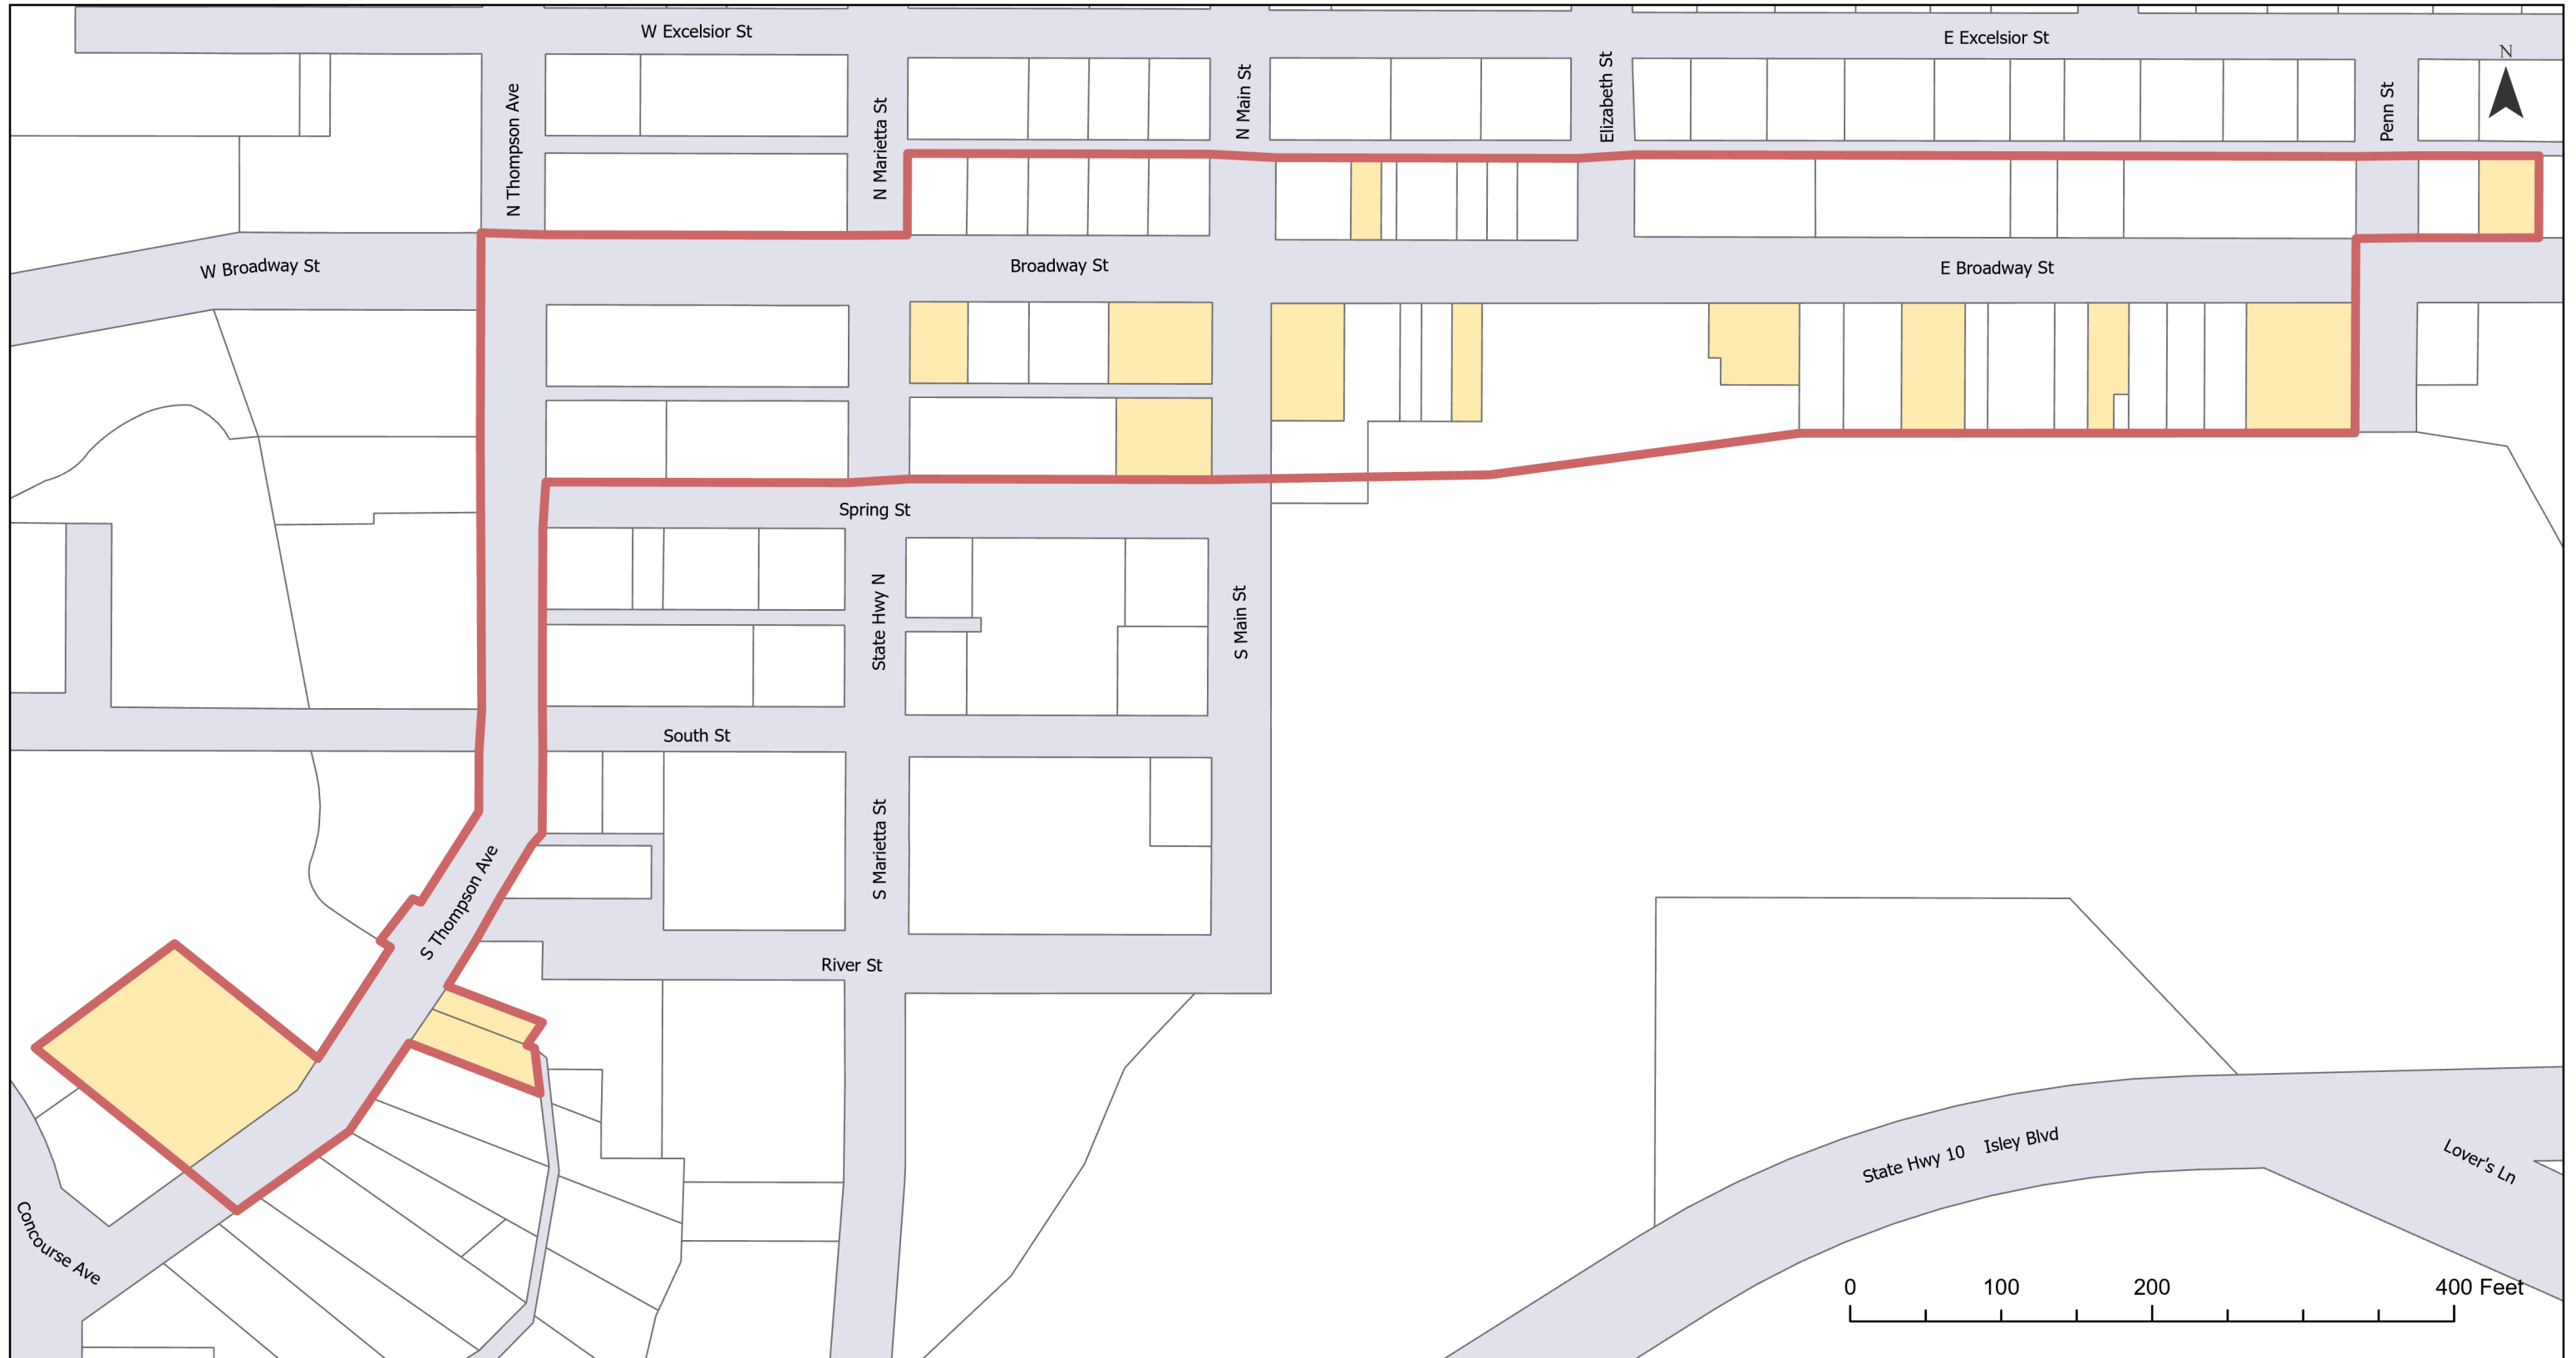 W Excelsior St
E Excelsior St
N
N Thompson Ave
N Marietta St
N Main St
Elizabeth St
Penn St
W Broadway St
Broadway St
E Broadway St
Spring St
State Hwy N
S Main St
South St
S Marietta St
S Thompson Ave
River St
Concourse Ave
State Hwy 10 Isley Blvd
Lover's Ln
0 100 200 400 Feet